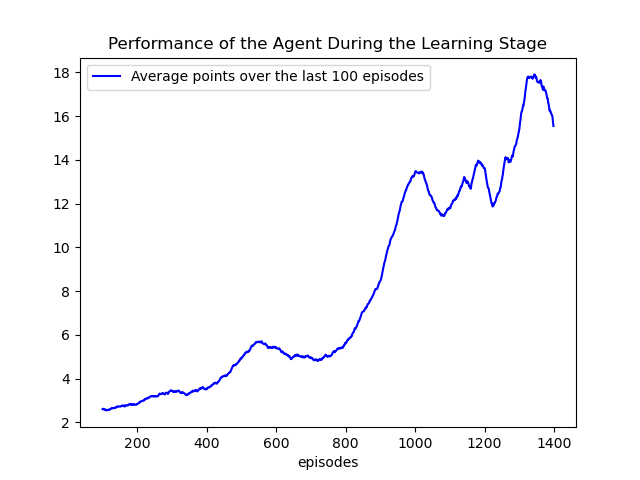 Performance of the Agent During the Learning Stage
Average points over the last 100 episodes
18
16
14
12
10
8
6
4
2
200 400 600 800 1000 1200 1400
episodes